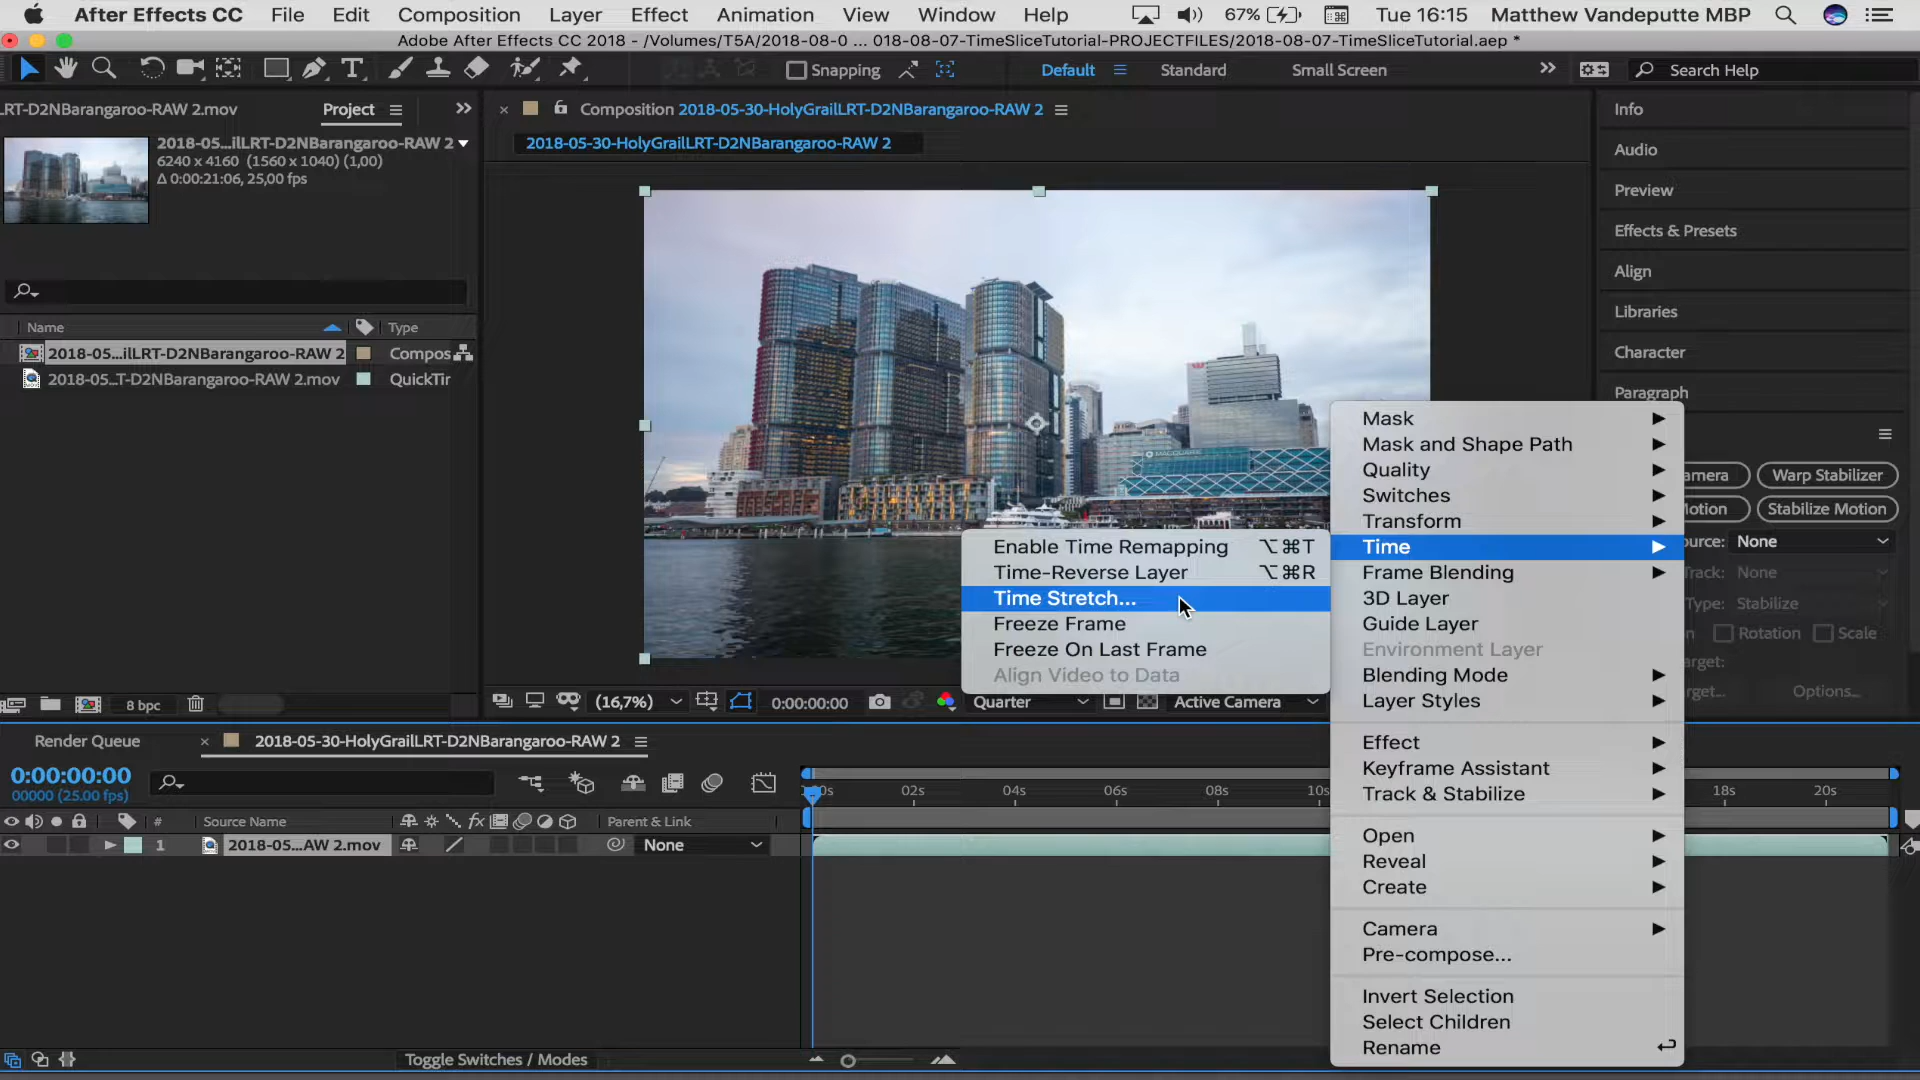 After Effects CC File Edit Composition Layer Effect Animation View Window Help 67% Tue 16:15 Matthew Vandeputte MBP
Adobe After Effects CC 2018 - /Volumes/T5A/2018-08-0 ... 018-08-07-TimeSliceTutorial-PROJECTFILES/2018-08-07-TimeSliceTutorial.aep *
Snapping Default Standard Small Screen Search Help
LRT-D2NBarangaroo-RAW 2.mov Project
2018-05...ilLRT-D2NBarangaroo-RAW 2
6240 x 4160 (1560 x 1040) (1,00)
Δ 0:00:21:06, 25,00 fps
Name Type
2018-05...ilLRT-D2NBarangaroo-RAW 2 Compos
2018-05...T-D2NBarangaroo-RAW 2.mov QuickTir
8 bpc
Composition 2018-05-30-HolyGrailLRT-D2NBarangaroo-RAW 2
2018-05-30-HolyGrailLRT-D2NBarangaroo-RAW 2
(16,7%) 0:00:00:00 Quarter Active Camera
Info
Audio
Preview
Effects & Presets
Align
Libraries
Character
Paragraph
amera Warp Stabilizer
Motion Stabilize Motion
ource: None
Track: None
Type: Stabilize
n Rotation Scale
arget:
rget... Options...
Enable Time Remapping ⌥⌘T
Time-Reverse Layer ⌥⌘R
Time Stretch...
Freeze Frame
Freeze On Last Frame
Align Video to Data
Mask
Mask and Shape Path
Quality
Switches
Transform
Time
Frame Blending
3D Layer
Guide Layer
Environment Layer
Blending Mode
Layer Styles
Effect
Keyframe Assistant
Track & Stabilize
Open
Reveal
Create
Camera
Pre-compose...
Invert Selection
Select Children
Rename
Render Queue 2018-05-30-HolyGrailLRT-D2NBarangaroo-RAW 2
0:00:00:00
00000 (25.00 fps)
02s 04s 06s 08s 10s 18s 20s
# Source Name Parent & Link
1 2018-05...AW 2.mov None
Toggle Switches / Modes